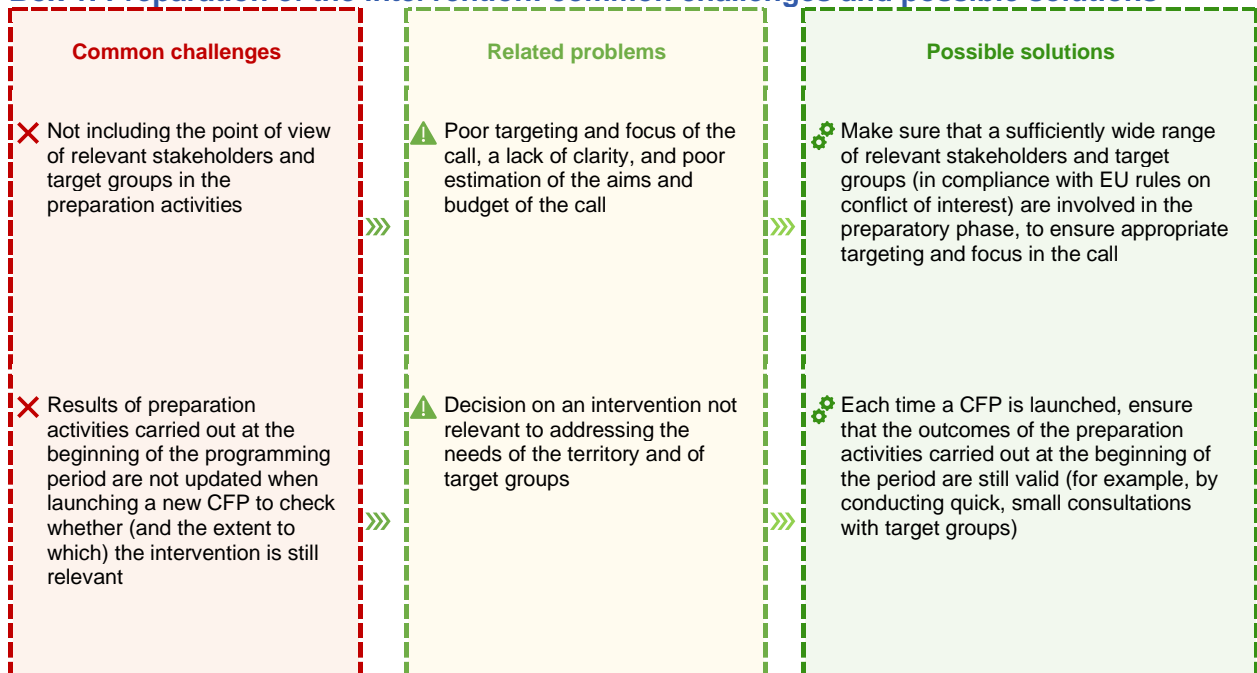 Common challenges
Related problems
Possible solutions
Not including the point of view
of relevant stakeholders and
target groups in the
preparation activities
Poor targeting and focus of the
call, a lack of clarity, and poor
estimation of the aims and
budget of the call
Make sure that a sufficiently wide range
of relevant stakeholders and target
groups (in compliance with EU rules on
conflict of interest) are involved in the
preparatory phase, to ensure appropriate
targeting and focus in the call
Results of preparation
activities carried out at the
beginning of the programming
period are not updated when
launching a new CFP to check
whether (and the extent to
which) the intervention is still
relevant
Decision on an intervention not
relevant to addressing the
needs of the territory and of
target groups
Each time a CFP is launched, ensure
that the outcomes of the preparation
activities carried out at the beginning of
the period are still valid (for example, by
conducting quick, small consultations
with target groups)